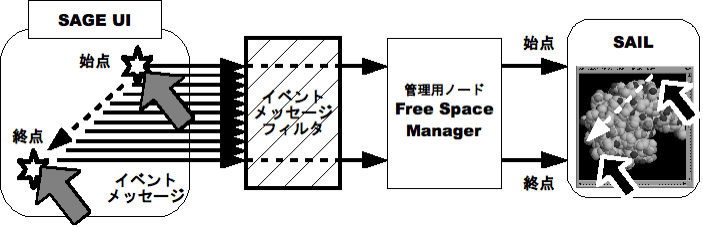 SAGE UI
始点
終点
イベント
メッセージ
イベント
メッセージ
フィルタ
管理用ノード
Free Space
Manager
始点
終点
SAIL